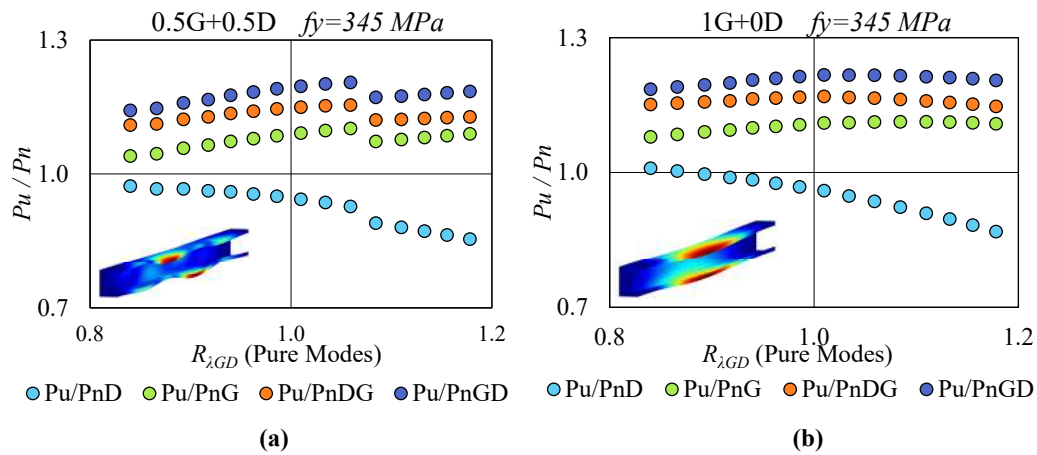 0.5G+0.5D fy=345 MPa
1.3
1.0
0.7
Pu / Pn
0.8 1.0 1.2
RλGD (Pure Modes)
Pu/PnD Pu/PnG Pu/PnDG Pu/PnGD
(a)
1G+0D fy=345 MPa
1.3
1.0
0.7
Pu / Pn
0.8 1.0 1.2
RλGD (Pure Modes)
Pu/PnD Pu/PnG Pu/PnDG Pu/PnGD
(b)